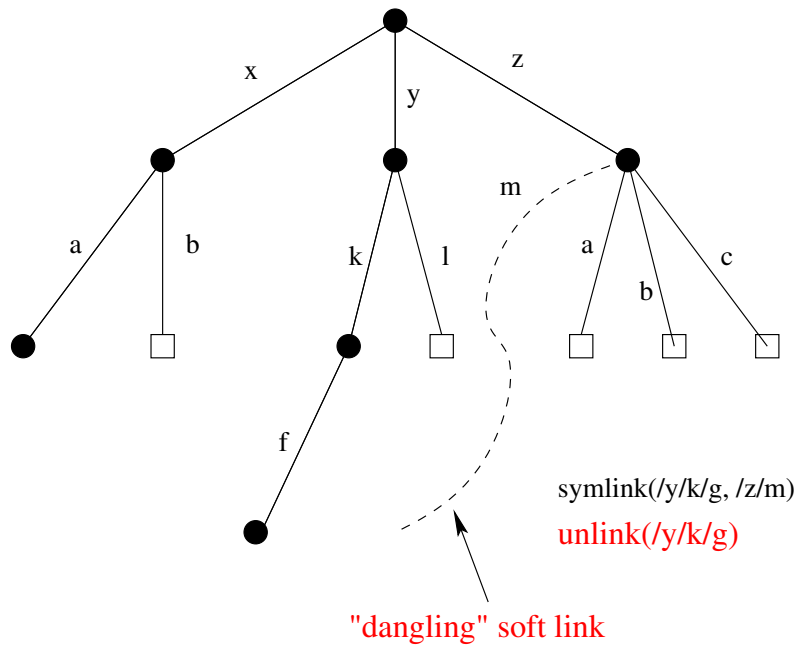 x
y
z
m
a
b
k
l
a
b
c
f
symlink(/y/k/g, /z/m)
unlink(/y/k/g)
"dangling" soft link